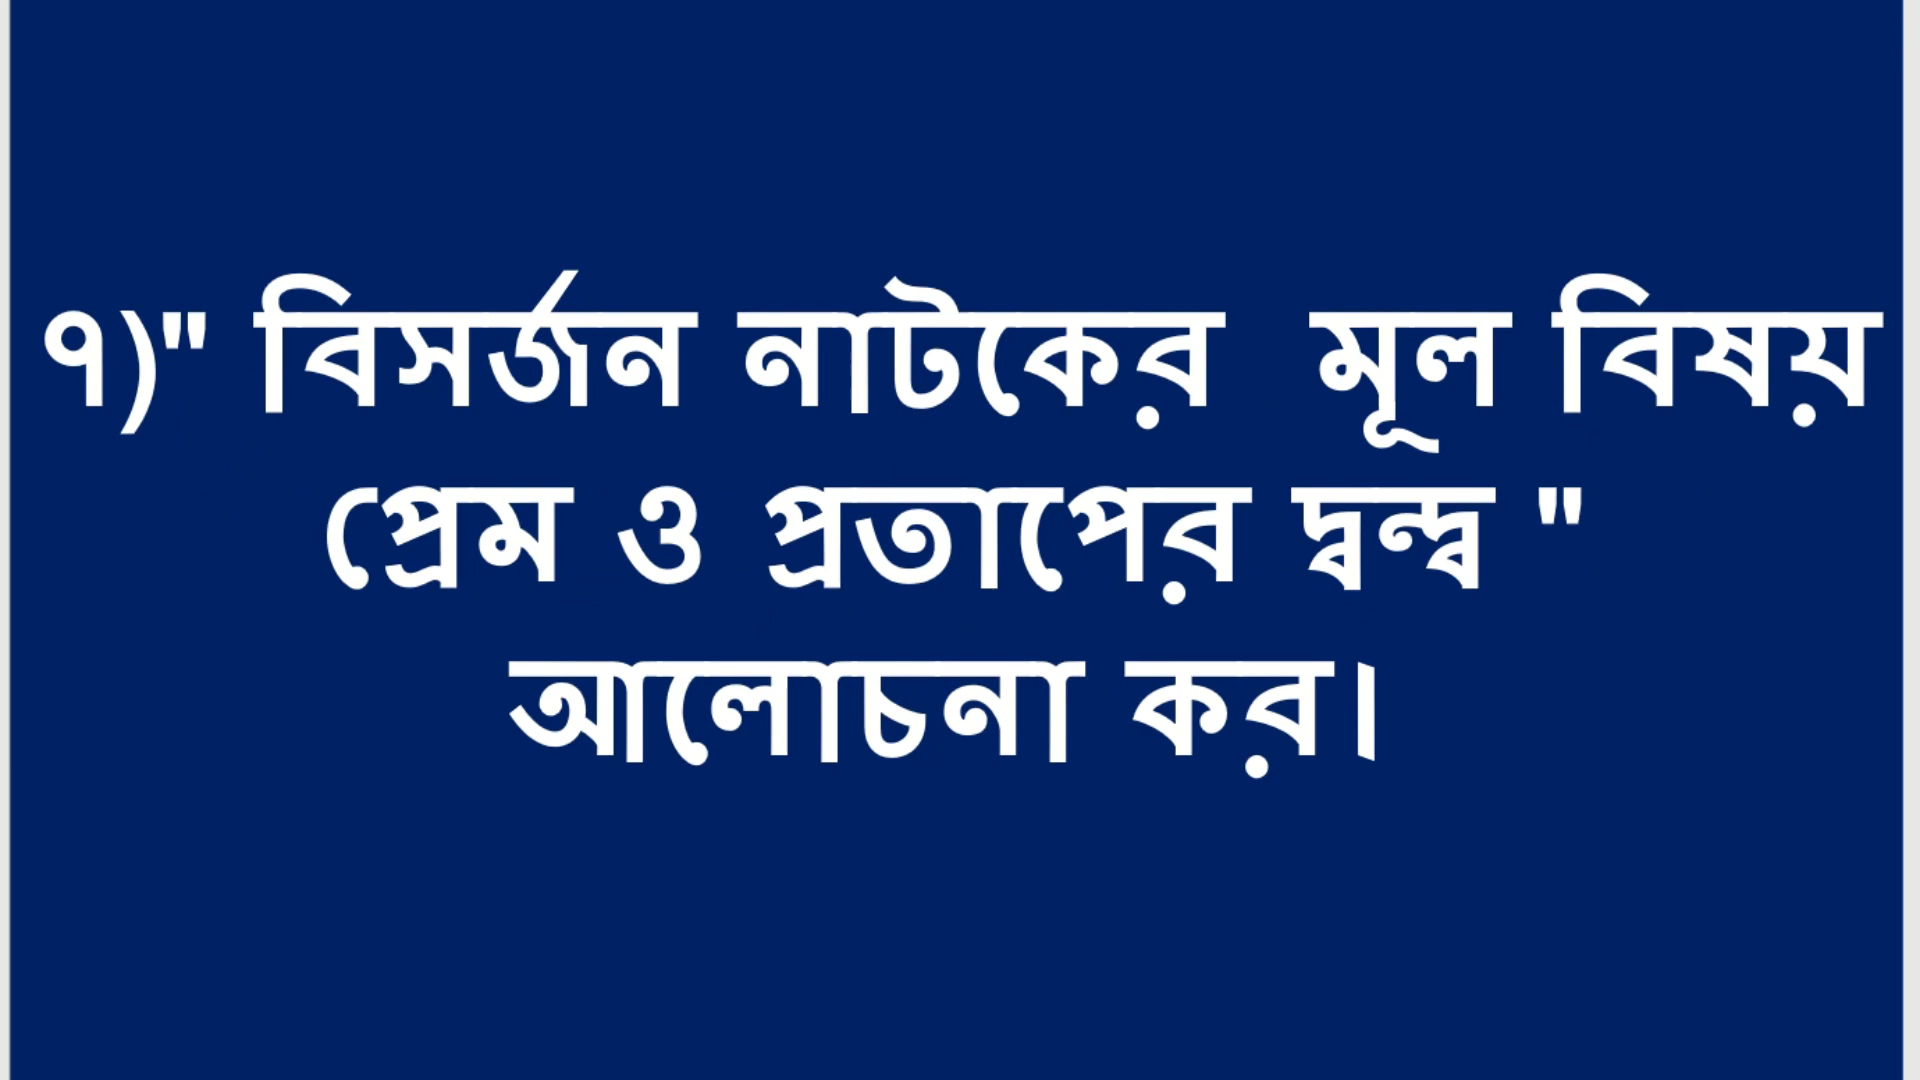 ৭)" বিসর্জন নাটকের মূল বিষয়
প্রেম ও প্রতাপের দ্বন্দ্ব "
আলোচনা কর।